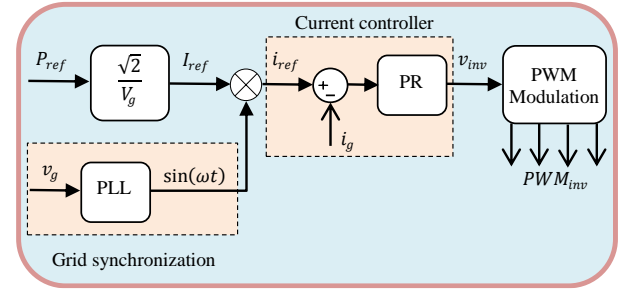 Current controller
P_ref
√2
V_g
I_ref
i_ref
+
−
PR
v_inv
PWM
Modulation
i_g
v_g
PLL
sin(ωt)
PWM_inv
Grid synchronization